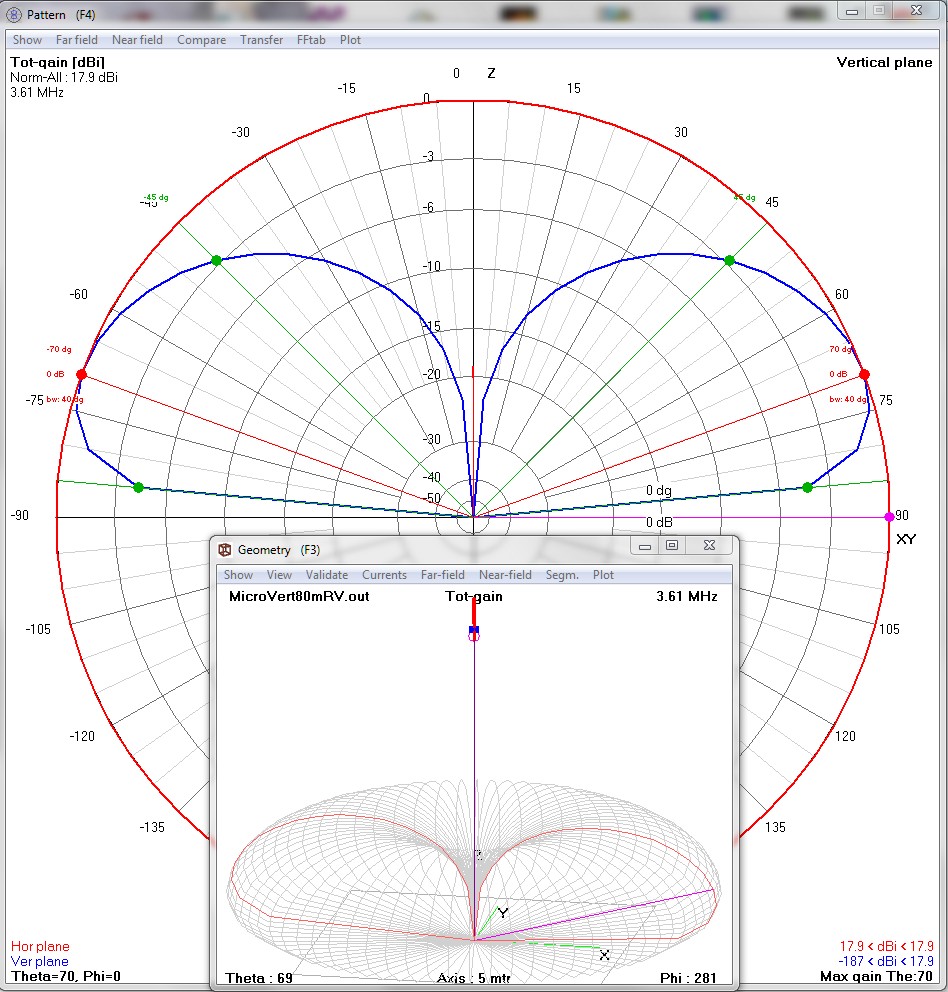 Pattern (F4)
Show Far field Near field Compare Transfer FFtab Plot
Tot-gain [dBi]
Vertical plane
Norm-All : 17.9 dBi
3.61 MHz
0 Z
-15 15
0
-30 30
-3
-45 dg 45 dg
-45 45
-6
-10
-60 60
-15
-70 dg 70 dg
0 dB 0 dB
-20
-75 bw: 40 dg bw: 40 dg 75
-30
-40
-50
0 dg
-90 90
0 dB
XY
Geometry (F3)
Show View Validate Currents Far-field Near-field Segm. Plot
MicroVert80mRV.out Tot-gain 3.61 MHz
-105 105
-120 120
-135 135
Z
Y
X
Theta : 69 Axis : 5 mtr Phi : 281
Hor plane 17.9 < dBi < 17.9
Ver plane -187 < dBi < 17.9
Theta=70, Phi=0 Max gain The:70